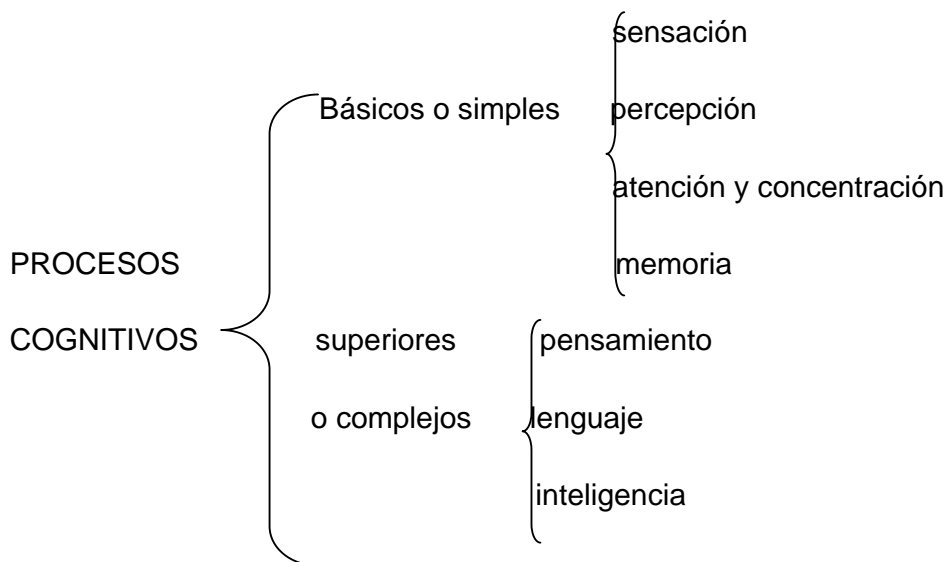 sensación
Básicos o simples percepción
atención y concentración
PROCESOS memoria
COGNITIVOS superiores pensamiento
o complejos lenguaje
inteligencia